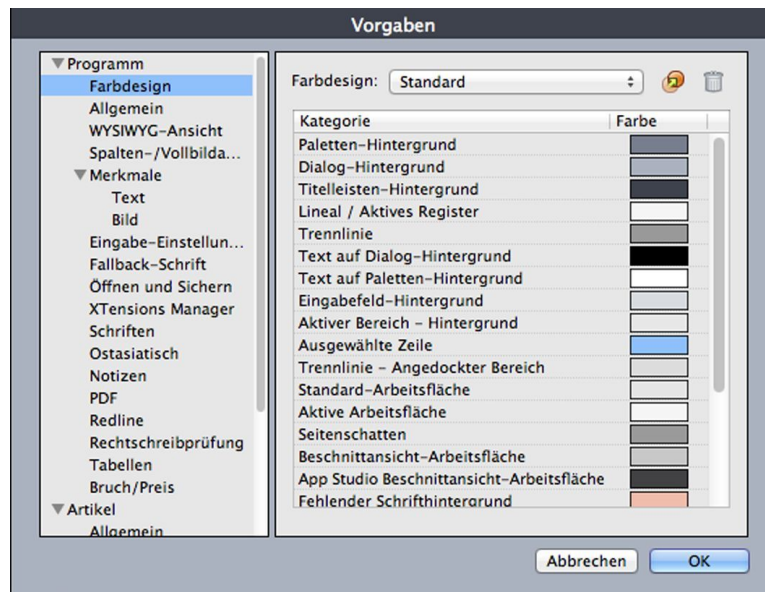 Vorgaben
Programm
Farbdesign
Allgemein
WYSIWYG-Ansicht
Spalten-/Vollbilda...
Merkmale
Text
Bild
Eingabe-Einstellun...
Fallback-Schrift
Öffnen und Sichern
XTensions Manager
Schriften
Ostasiatisch
Notizen
PDF
Redline
Rechtschreibprüfung
Tabellen
Bruch/Preis
Artikel
Allgemein
Farbdesign: Standard
Kategorie Farbe
Paletten-Hintergrund
Dialog-Hintergrund
Titelleisten-Hintergrund
Lineal / Aktives Register
Trennlinie
Text auf Dialog-Hintergrund
Text auf Paletten-Hintergrund
Eingabefeld-Hintergrund
Aktiver Bereich - Hintergrund
Ausgewählte Zeile
Trennlinie - Angedockter Bereich
Standard-Arbeitsfläche
Aktive Arbeitsfläche
Seitenschatten
Beschnittansicht-Arbeitsfläche
App Studio Beschnittansicht-Arbeitsfläche
Fehlender Schrifthintergrund
Abbrechen OK